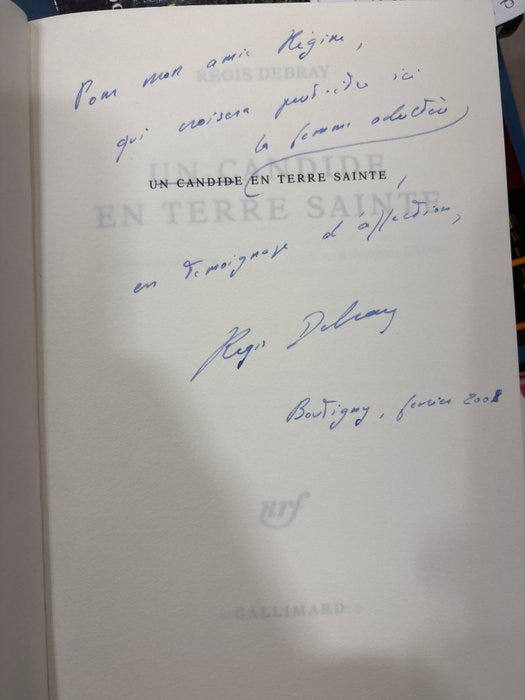 Pour mon amie Régine,
RÉGIS DEBRAY
qui croisera peut-être ici
la femme adultère,
UN CANDIDE
UN CANDIDE EN TERRE SAINTE,
EN TERRE SAINTE
en témoignage d'affection,
Régis Debray
Boutigny, février 2008
nrf
GALLIMARD